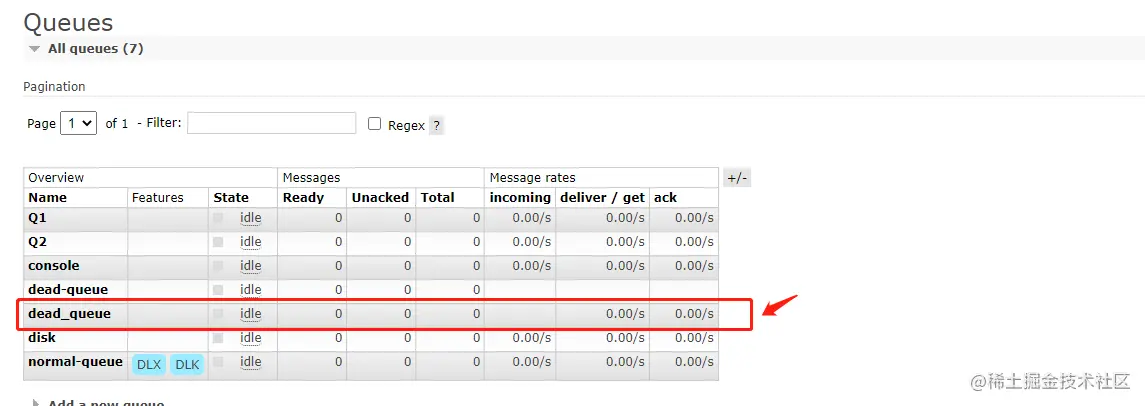 Queues
All queues (7)
Pagination
Page 1 of 1 - Filter: Regex ?
Overview Messages Message rates +/-
Name Features State Ready Unacked Total incoming deliver / get ack
Q1 idle 0 0 0 0.00/s 0.00/s 0.00/s
Q2 idle 0 0 0 0.00/s 0.00/s 0.00/s
console idle 0 0 0 0.00/s 0.00/s 0.00/s
dead-queue idle 0 0 0
dead_queue idle 0 0 0 0.00/s 0.00/s
disk idle 0 0 0 0.00/s 0.00/s 0.00/s
normal-queue DLX DLK idle 0 0 0 0.00/s 0.00/s 0.00/s
Add a new queue
@稀土掘金技术社区